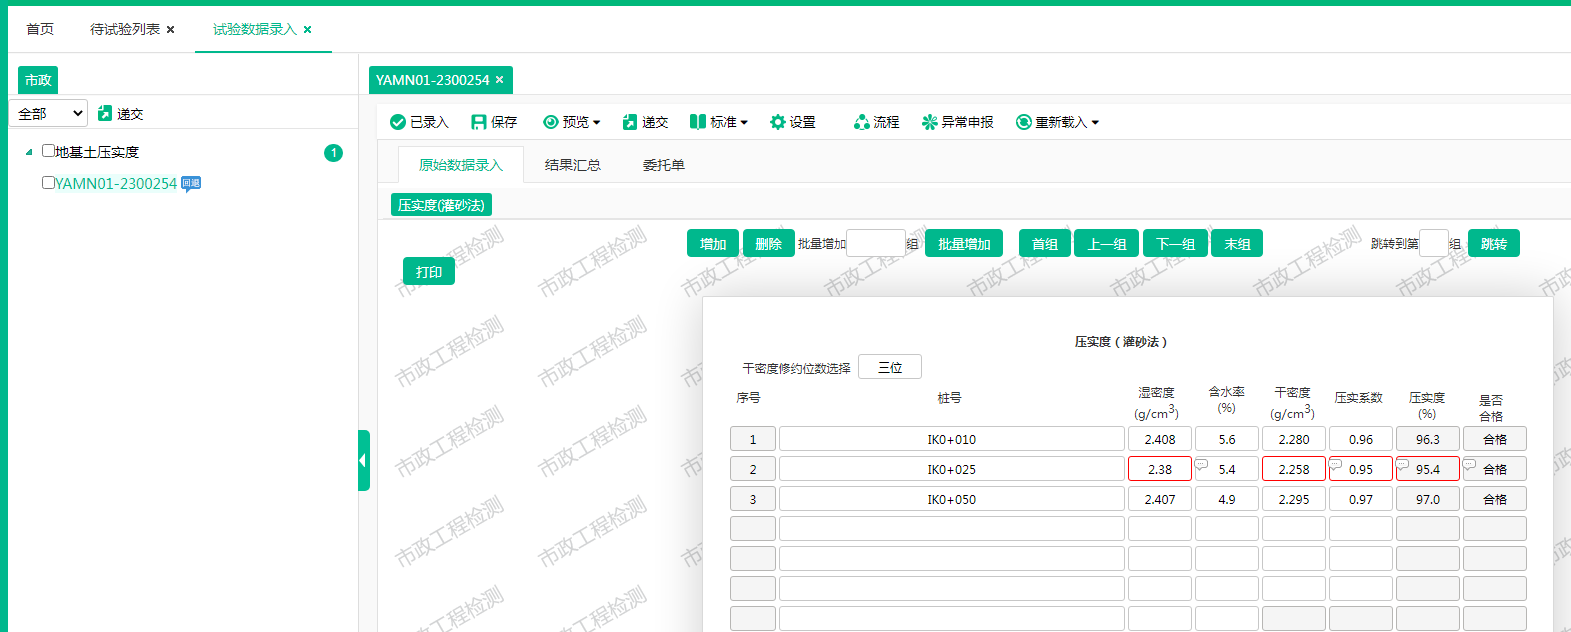 首页 待试验列表 × 试验数据录入 ×
市政 YAMN01-2300254 ×
全部 递交 已录入 保存 预览 递交 标准 设置 流程 异常申报 重新载入
地基土压实度 1
原始数据录入 结果汇总 委托单
YAMN01-2300254 回退
压实度(灌砂法)
增加 删除 批量增加 组 批量增加 首组 上一组 下一组 末组 跳转到第 组 跳转
打印
市政工程检测
压实度（灌砂法）
干密度修约位数选择 三位
序号 桩号 湿密度 (g/cm³) 含水率 (%) 干密度 (g/cm³) 压实系数 压实度 (%) 是否 合格
1 IK0+010 2.408 5.6 2.280 0.96 96.3 合格
2 IK0+025 2.38 5.4 2.258 0.95 95.4 合格
3 IK0+050 2.407 4.9 2.295 0.97 97.0 合格